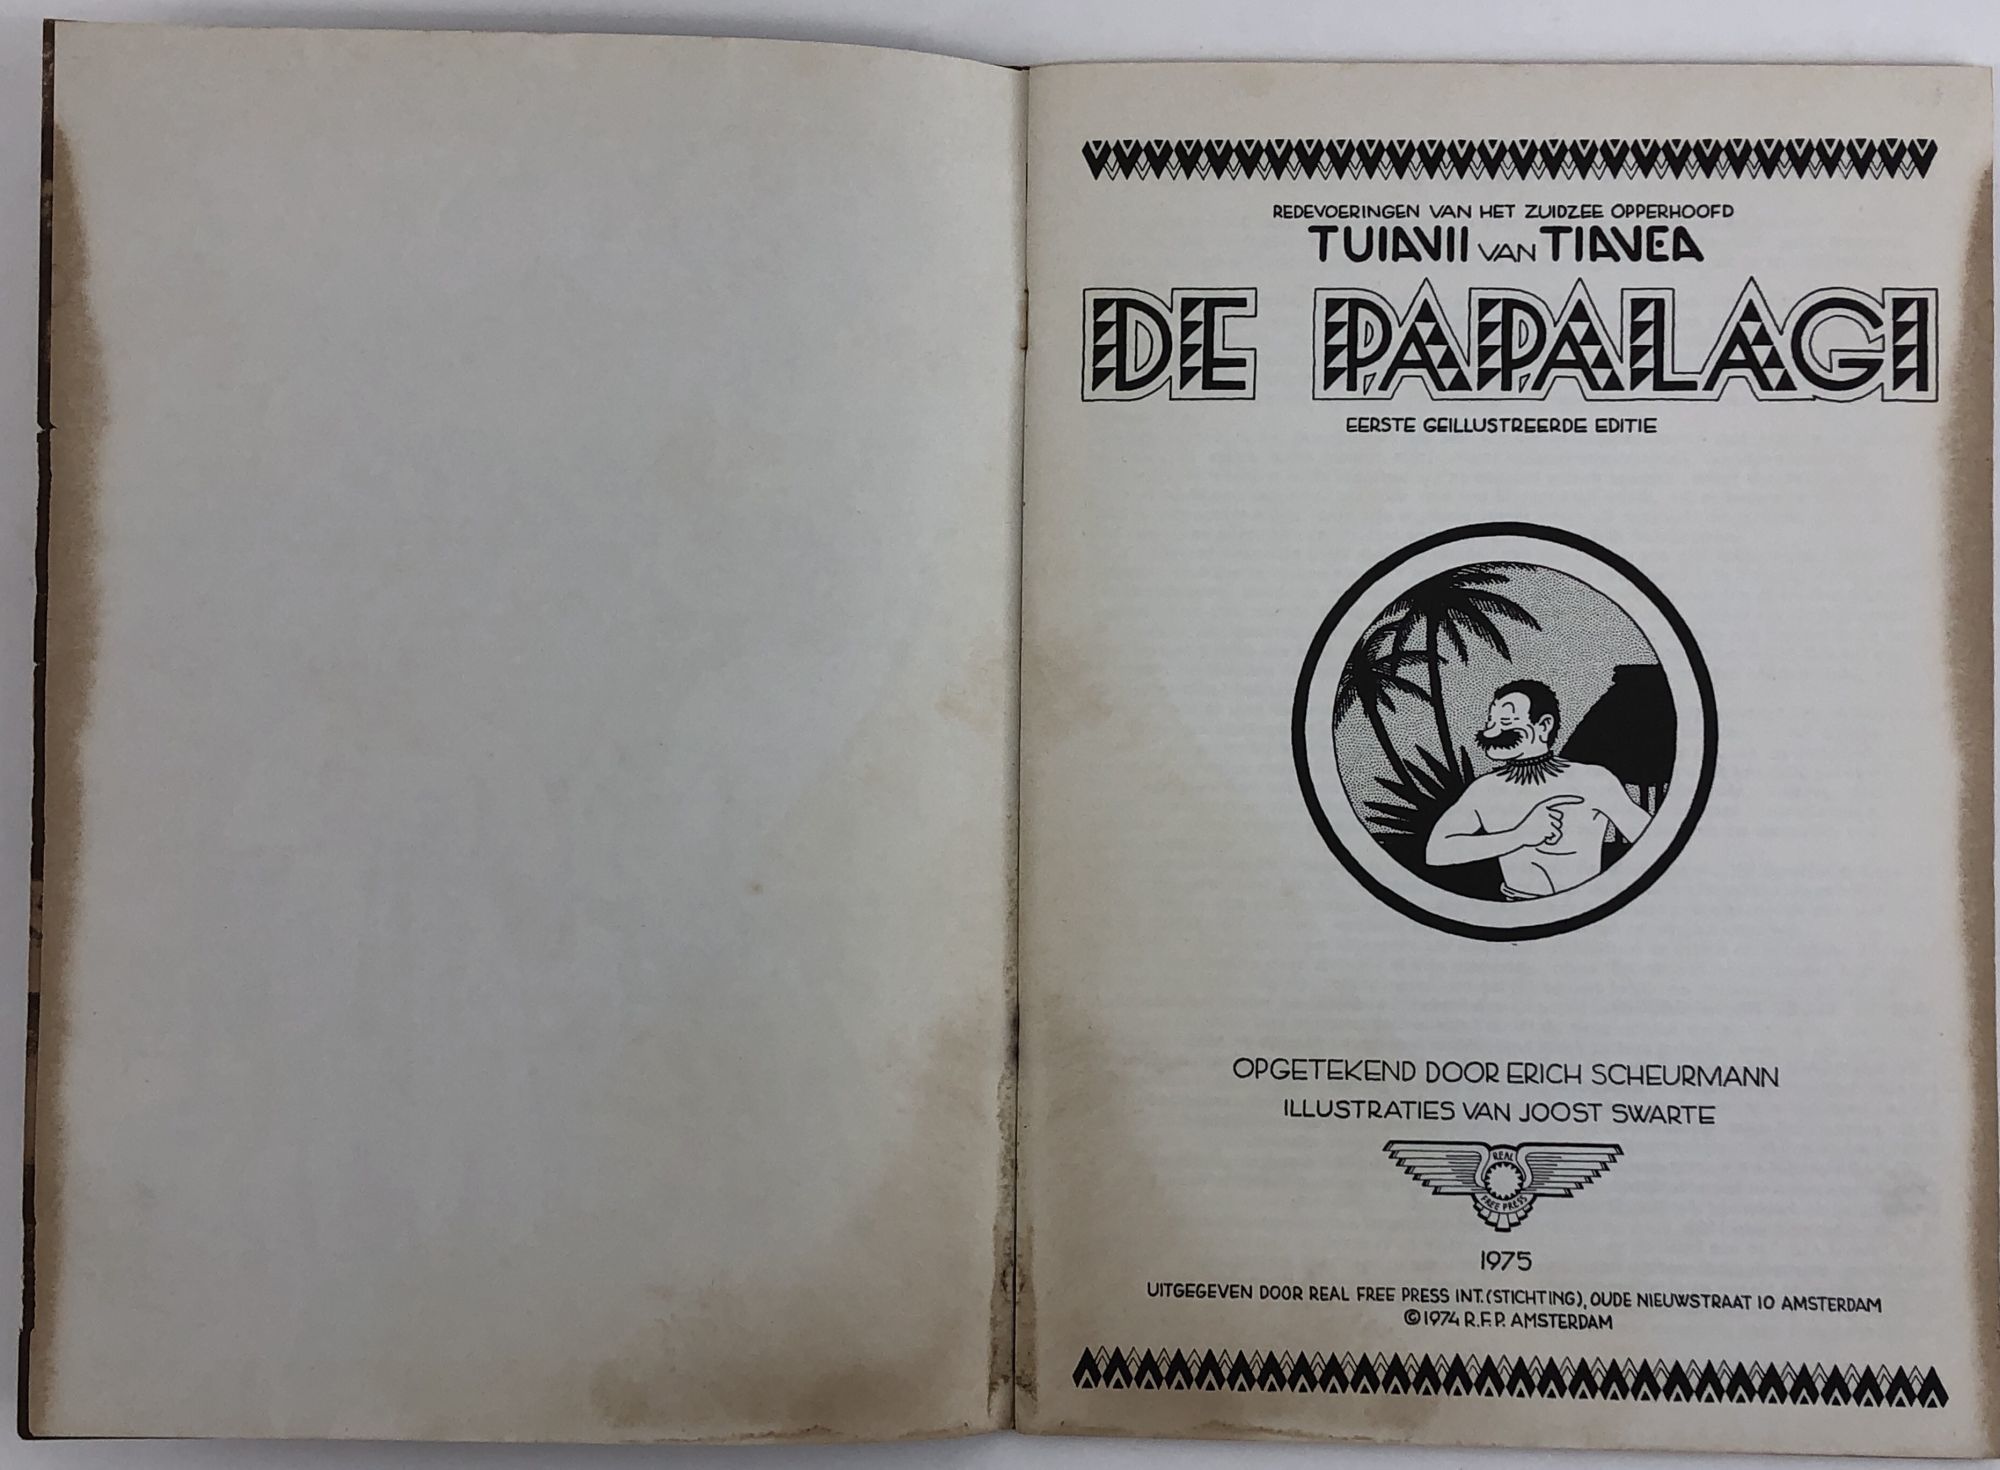 REDEVOERINGEN VAN HET ZUIDZEE OPPERHOOFD
TUIAVII VAN TIAVEA
DE PAPALAGI
EERSTE GEILLUSTREERDE EDITIE
OPGETEKEND DOOR ERICH SCHEURMANN
ILLUSTRATIES VAN JOOST SWARTE
REAL
FREE PRESS
1975
UITGEGEVEN DOOR REAL FREE PRESS INT. (STICHTING), OUDE NIEUWSTRAAT 10 AMSTERDAM
©1974 R.F.P. AMSTERDAM